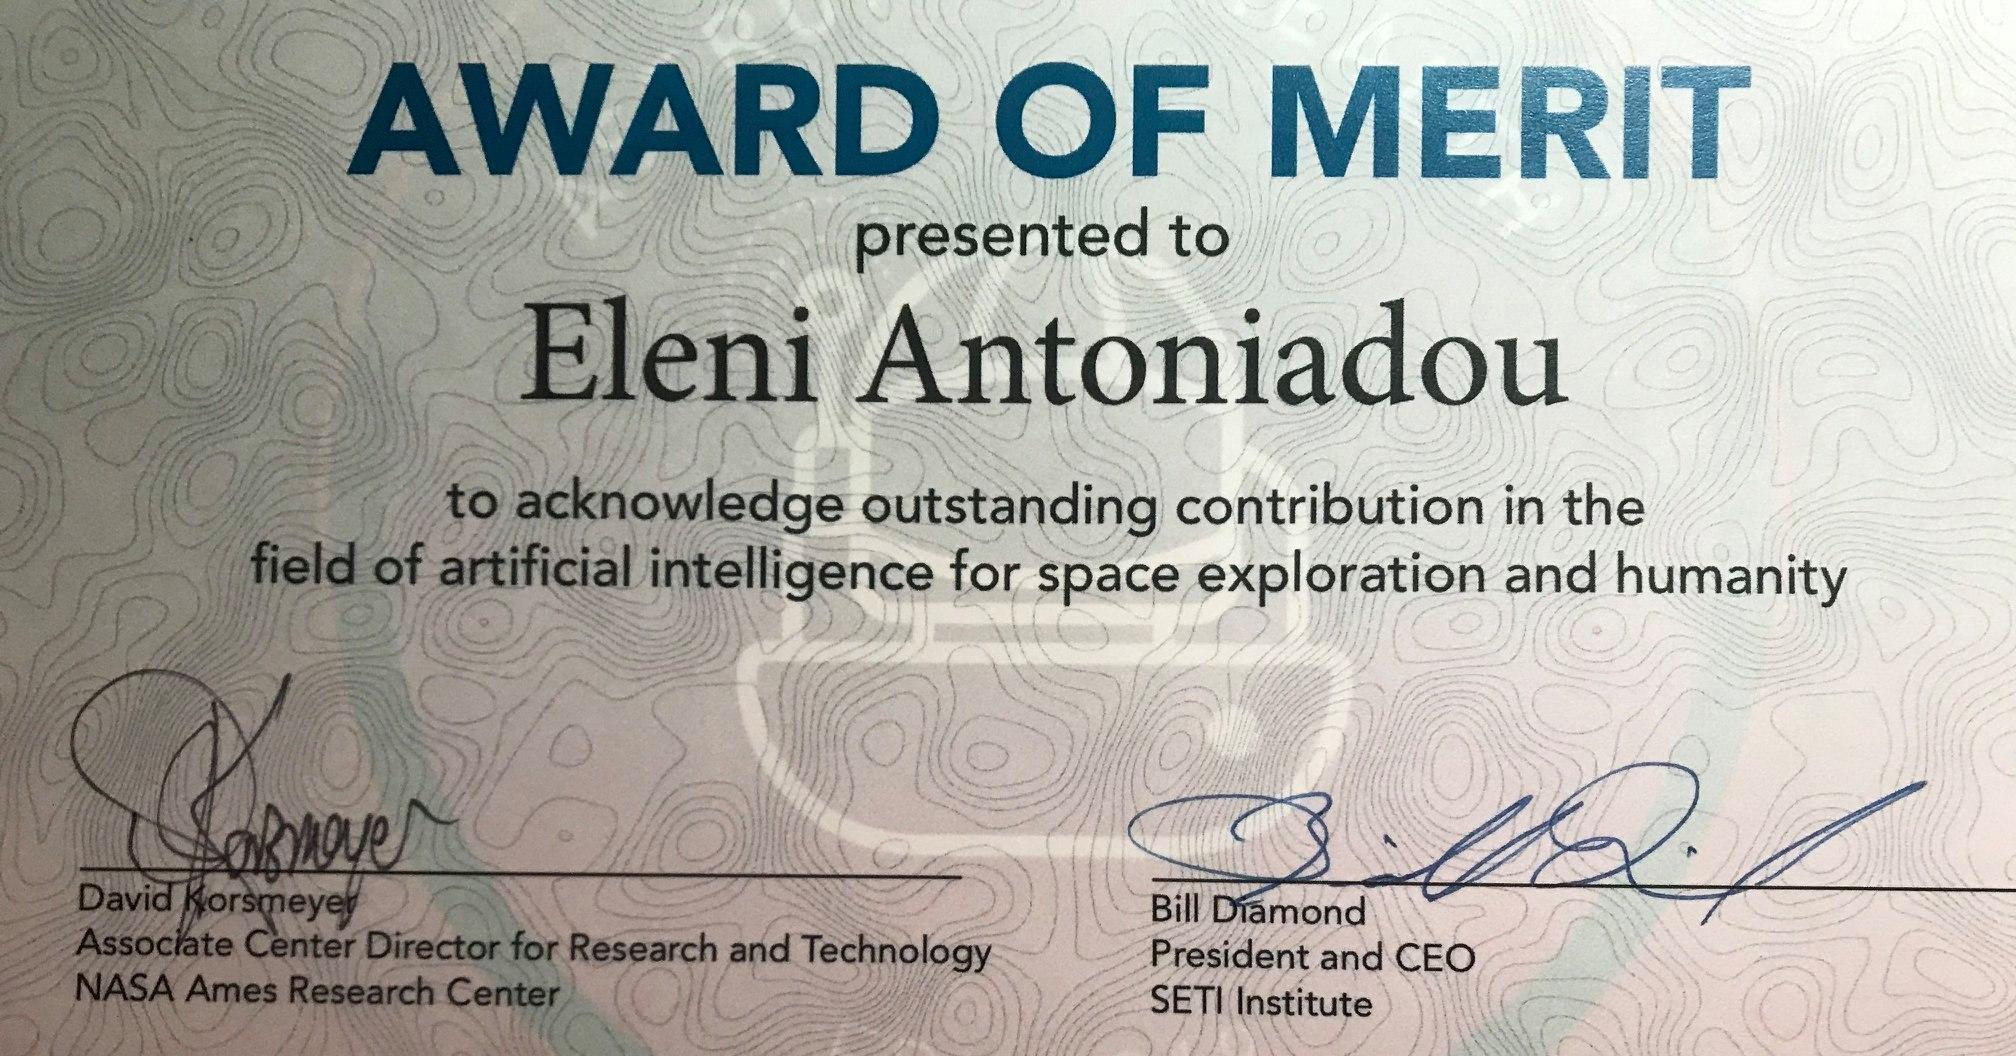 AWARD OF MERIT
presented to
Eleni Antoniadou
to acknowledge outstanding contribution in the
field of artificial intelligence for space exploration and humanity
David Korsmeyer
Associate Center Director for Research and Technology
NASA Ames Research Center
Bill Diamond
President and CEO
SETI Institute